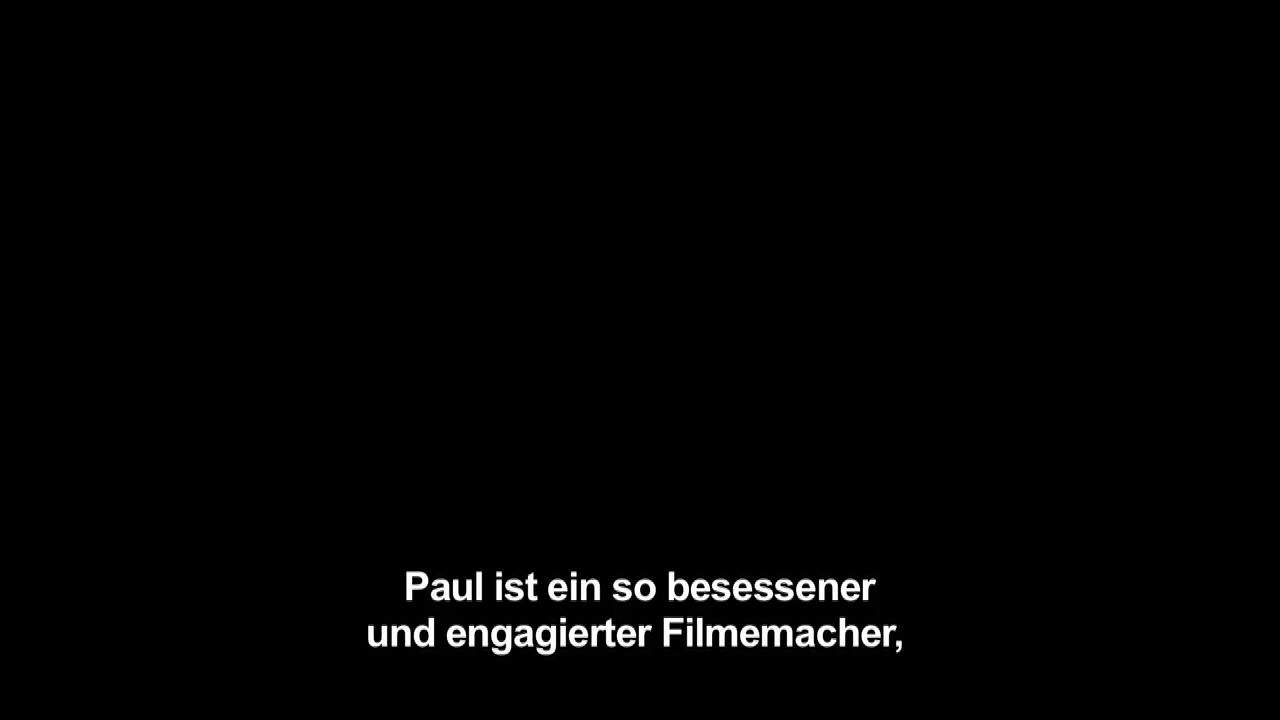 Paul ist ein so besessener
und engagierter Filmemacher,